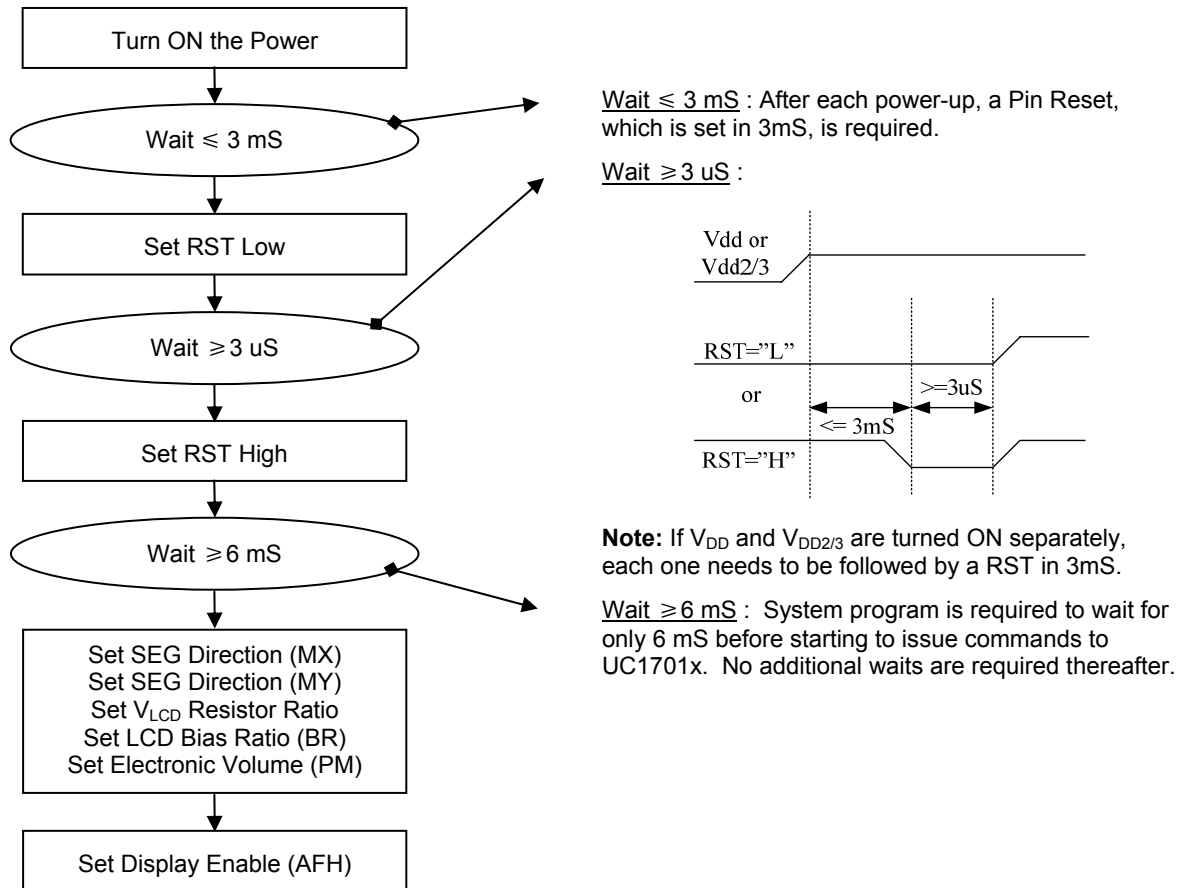 Turn ON the Power
Wait ≤ 3 mS
Set RST Low
Wait ≥ 3 uS
Set RST High
Wait ≥ 6 mS
Set SEG Direction (MX)
Set SEG Direction (MY)
Set VLCD Resistor Ratio
Set LCD Bias Ratio (BR)
Set Electronic Volume (PM)
Set Display Enable (AFH)
Wait ≤ 3 mS : After each power-up, a Pin Reset,
which is set in 3mS, is required.
Wait ≥ 3 uS :
Vdd or
Vdd2/3
RST=”L”
or
>=3uS
<= 3mS
RST=”H”
Note: If VDD and VDD2/3 are turned ON separately,
each one needs to be followed by a RST in 3mS.
Wait ≥ 6 mS : System program is required to wait for
only 6 mS before starting to issue commands to
UC1701x. No additional waits are required thereafter.